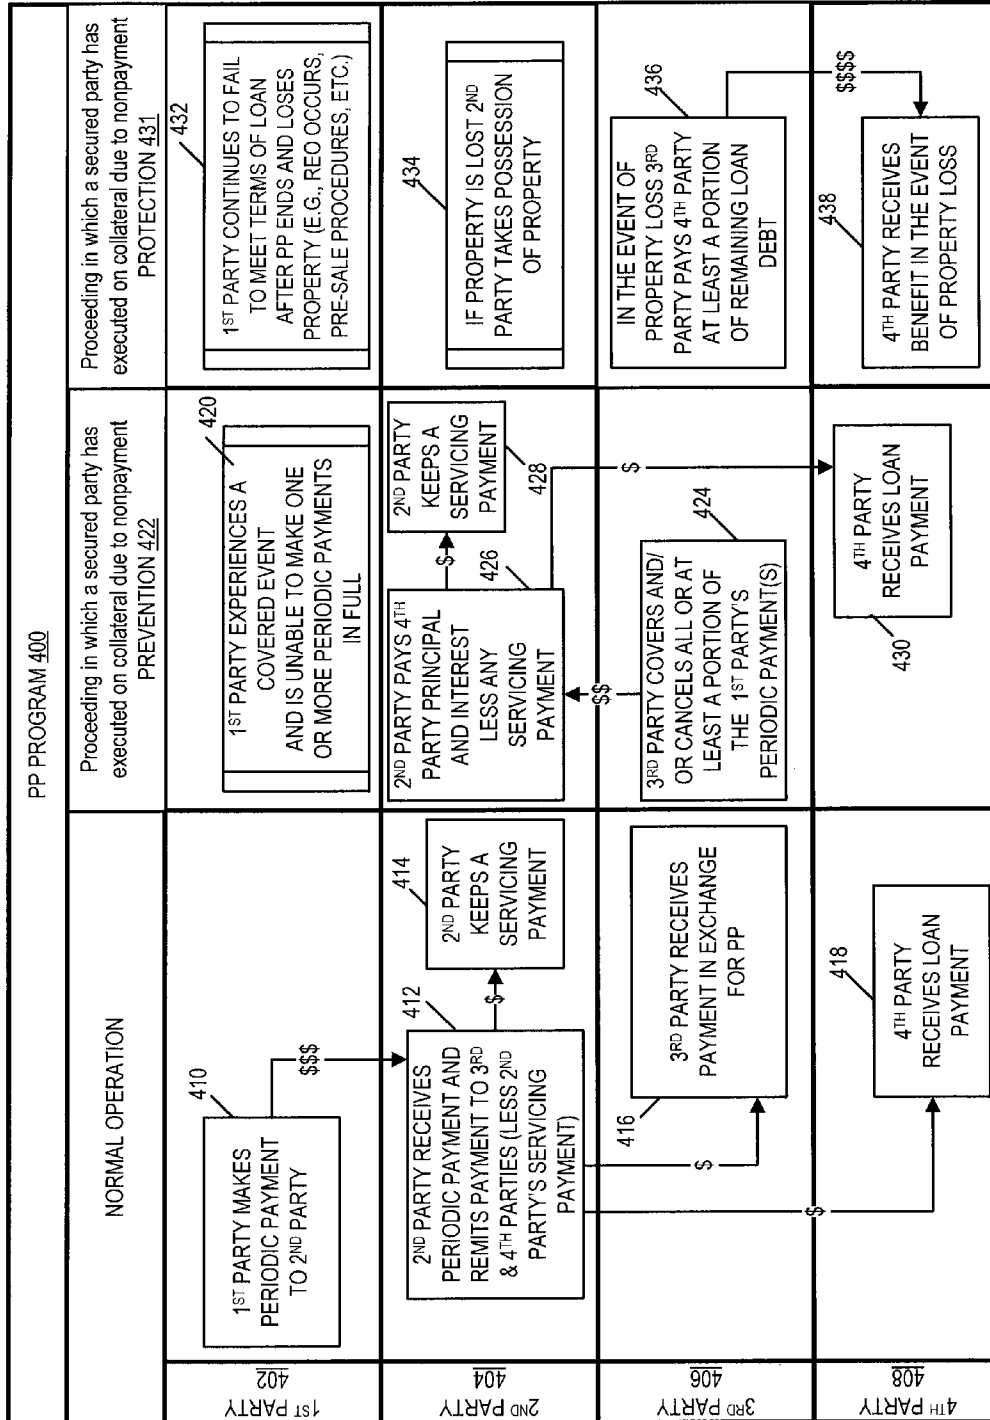 PP PROGRAM 400
NORMAL OPERATION
Proceeding in which a secured party has
executed on collateral due to nonpayment
PREVENTION 422
Proceeding in which a secured party has
executed on collateral due to nonpayment
PROTECTION 431
1ST PARTY 402
410
1ST PARTY MAKES
PERIODIC PAYMENT
TO 2ND PARTY
$$$
420
1ST PARTY EXPERIENCES A
COVERED EVENT
AND IS UNABLE TO MAKE ONE
OR MORE PERIODIC PAYMENTS
IN FULL
432
1ST PARTY CONTINUES TO FAIL
TO MEET TERMS OF LOAN
AFTER PP ENDS AND LOSES
PROPERTY (E.G., REO OCCURS,
PRE-SALE PROCEDURES, ETC.)
2ND PARTY 404
412
2ND RECEIVES
PERIODIC PAYMENT AND
REMITS PAYMENT TO 3RD
& 4TH PARTIES (LESS 2ND
PARTY'S SERVICING
PAYMENT)
$
414
2ND PARTY
KEEPS A
SERVICING
PAYMENT
2ND PARTY PAYS 4TH
PARTY PRINCIPAL
AND INTEREST
LESS ANY
SERVICING
PAYMENT
426
$
2ND PARTY
KEEPS A
SERVICING
PAYMENT
428
434
IF PROPERTY IS LOST 2ND
PARTY TAKES POSSESSION
OF PROPERTY
3RD PARTY 406
416
$
3RD PARTY RECEIVES
PAYMENT IN EXCHANGE
FOR PP
$$
424
3RD PARTY COVERS AND/
OR CANCELS ALL OR AT
LEAST A PORTION OF
THE 1ST PARTY'S
PERIODIC PAYMENT(S)
$
436
IN THE EVENT OF
PROPERTY LOSS 3RD
PARTY PAYS 4TH PARTY
AT LEAST A PORTION
OF REMAINING LOAN
DEBT
4TH PARTY 408
$
418
4TH PARTY
RECEIVES LOAN
PAYMENT
4TH PARTY
RECEIVES LOAN
PAYMENT
430
$$$$
438
4TH PARTY RECEIVES
BENEFIT IN THE EVENT
OF PROPERTY LOSS